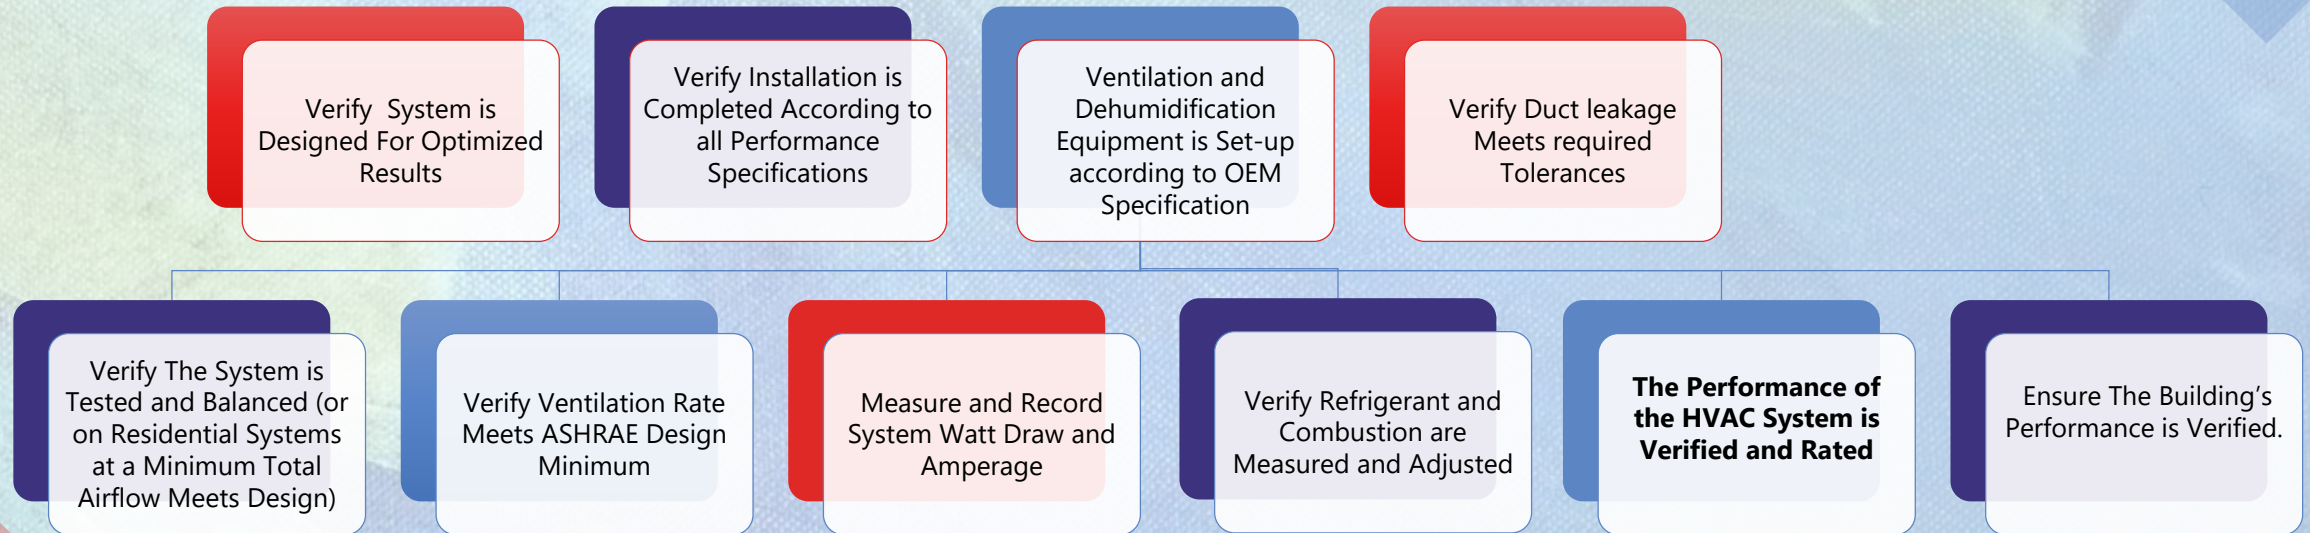 Verify  System is
Designed For Optimized
Results
Verify Installation is
Completed According to
all Performance
Specifications
Ventilation and
Dehumidification
Equipment is Set-up
according to OEM
Specification
Verify Duct leakage
Meets required
Tolerances
Verify The System is
Tested and Balanced (or
on Residential Systems
at a Minimum Total
Airflow Meets Design)
Verify Ventilation Rate
Meets ASHRAE Design
Minimum
Measure and Record
System Watt Draw and
Amperage
Verify Refrigerant and
Combustion are
Measured and Adjusted
The Performance of
the HVAC System is
Verified and Rated
Ensure The Building’s
Performance is Verified.